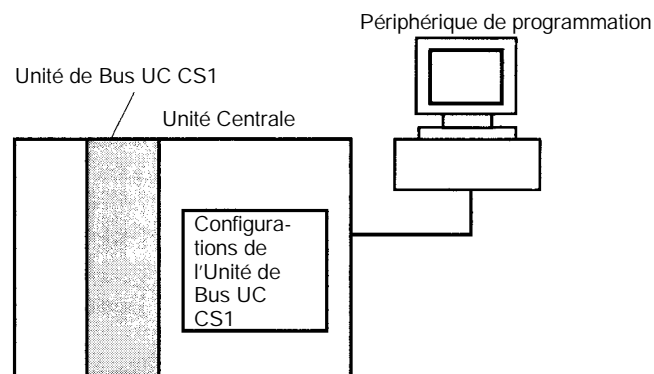 Périphérique de programmation
Unité de Bus UC CS1
Unité Centrale
Configura-
tions de
l'Unité de
Bus UC
CS1